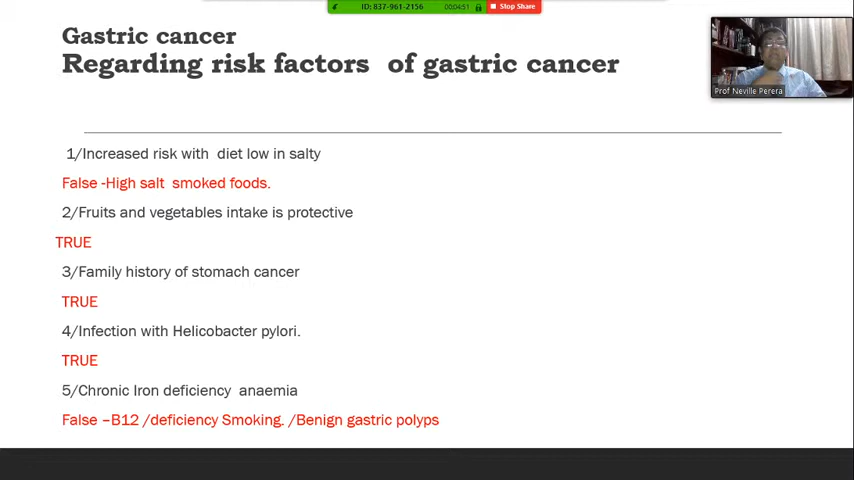 ID: 837-961-2156 00:04:51 Stop Share
Gastric cancer
Regarding risk factors of gastric cancer
Prof Neville Perera
1/Increased risk with diet low in salty
False -High salt smoked foods.
2/Fruits and vegetables intake is protective
TRUE
3/Family history of stomach cancer
TRUE
4/Infection with Helicobacter pylori.
TRUE
5/Chronic Iron deficiency anaemia
False –B12 /deficiency Smoking. /Benign gastric polyps